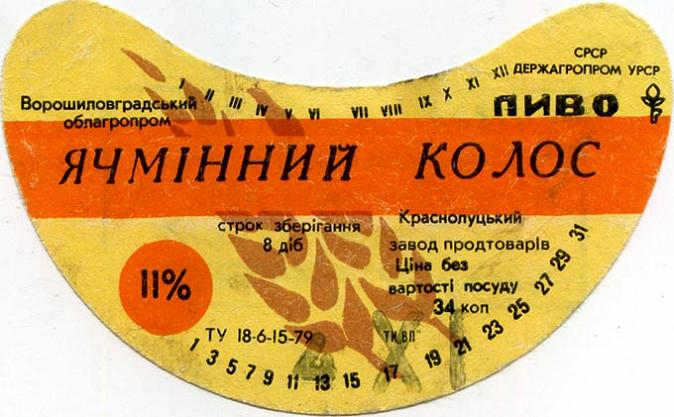 СРСР
ДЕРЖАГРОПРОМ УРСР
I II III IV V VI VII VIII IX X XI XII
Ворошиловградський
облагропром
ПИВО
ЯЧМІННИЙ КОЛОС
строк зберігання
8 діб
Краснолуцький
завод продтоварів
Ціна без
вартості посуду
34 коп
11%
ТУ 18-6-15-79
"ТИ ВП"
XI
1 3 5 7 9 11 13 15 17 19 21 23 25 27 29 31